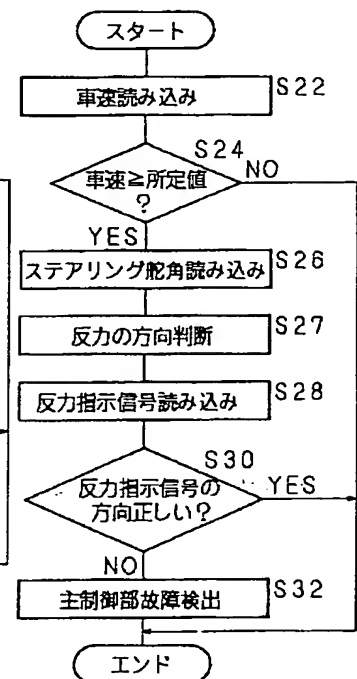 スタート
車速読み込み
S22
S24
車速≧所定値
?
NO
YES
ステアリング舵角読み込み
S26
反力の方向判断
S27
反力指示信号読み込み
S28
S30
反力指示信号の
方向正しい?
YES
NO
主制御部故障検出
S32
エンド